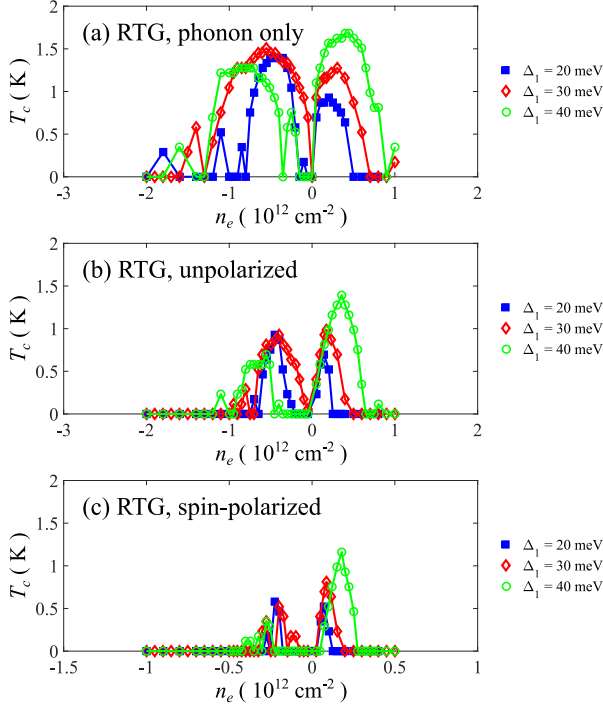 (a) RTG, phonon only
2
1.5
1
0.5
0
T_c ( K )
-3 -2 -1 0 1 2
n_e ( 10^12 cm^-2 )
Δ_1 = 20 meV
Δ_1 = 30 meV
Δ_1 = 40 meV
(b) RTG, unpolarized
2
1.5
1
0.5
0
T_c ( K )
-3 -2 -1 0 1 2
n_e ( 10^12 cm^-2 )
Δ_1 = 20 meV
Δ_1 = 30 meV
Δ_1 = 40 meV
(c) RTG, spin-polarized
2
1.5
1
0.5
0
T_c ( K )
-1.5 -1 -0.5 0 0.5 1
n_e ( 10^12 cm^-2 )
Δ_1 = 20 meV
Δ_1 = 30 meV
Δ_1 = 40 meV